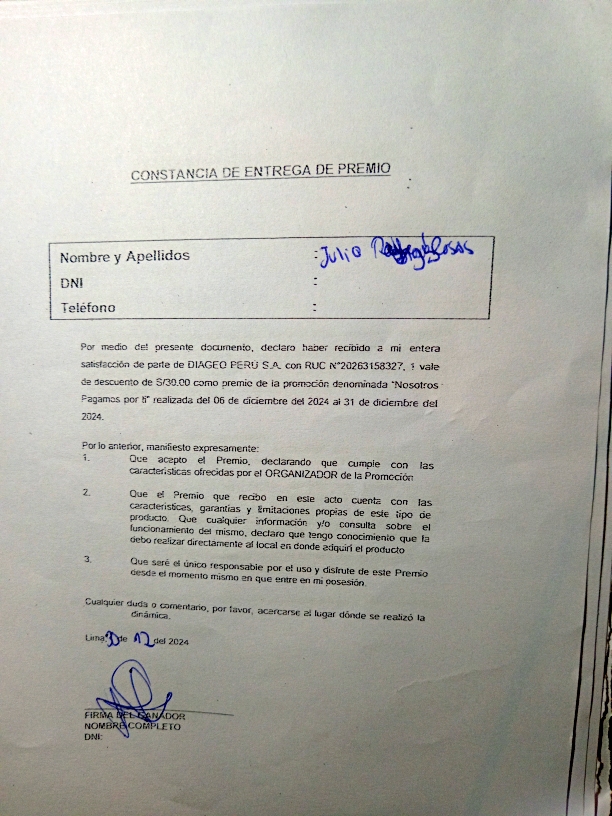 CONSTANCIA DE ENTREGA DE PREMIO
Nombre y Apellidos : Julio Rosas
DNI :
Teléfono :
Por medio del presente documento, declaro haber recibido a mi entera
satisfacción de parte de DIAGEO PERÚ S.A. con RUC N°20263158327, 1 vale
de descuento de S/30.00 como premio de la promoción denominada "Nosotros
Pagamos por ti" realizada del 06 de diciembre del 2024 al 31 de diciembre del
2024.
Por lo anterior, manifiesto expresamente:
1. Que acepto el Premio, declarando que cumple con las
características ofrecidas por el ORGANIZADOR de la Promoción
2. Que el Premio que recibo en este acto cuenta con las
características, garantías y limitaciones propias de este tipo de
producto. Que cualquier información y/o consulta sobre el
funcionamiento del mismo, declaro que tengo conocimiento que la
debo realizar directamente al local en donde adquirí el producto
3. Que seré el único responsable por el uso y disfrute de este Premio
desde el momento mismo en que entre en mi posesión.
Cualquier duda o comentario, por favor, acercarse al lugar dónde se realizó la
dinámica.
Lima, de 12 del 2024
FIRMA DEL GANADOR
NOMBRE COMPLETO
DNI: